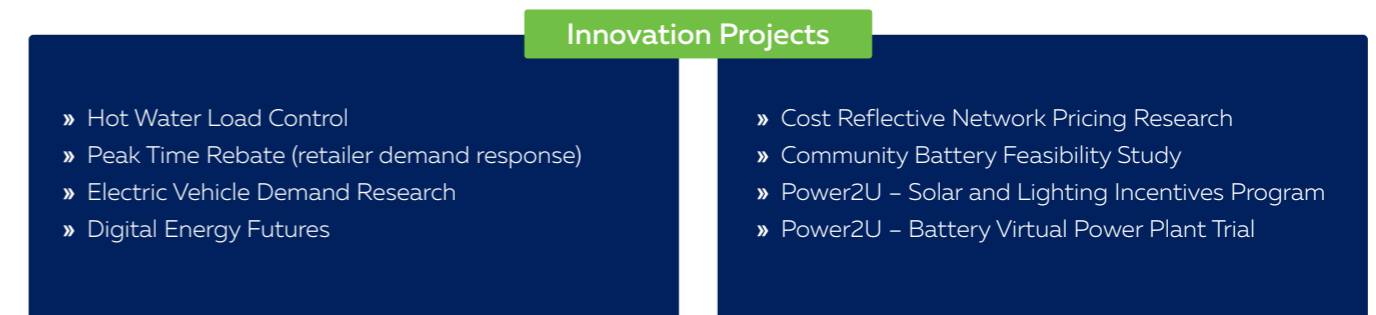 Innovation Projects
» Hot Water Load Control
» Peak Time Rebate (retailer demand response)
» Electric Vehicle Demand Research
» Digital Energy Futures
» Cost Reflective Network Pricing Research
» Community Battery Feasibility Study
» Power2U – Solar and Lighting Incentives Program
» Power2U – Battery Virtual Power Plant Trial